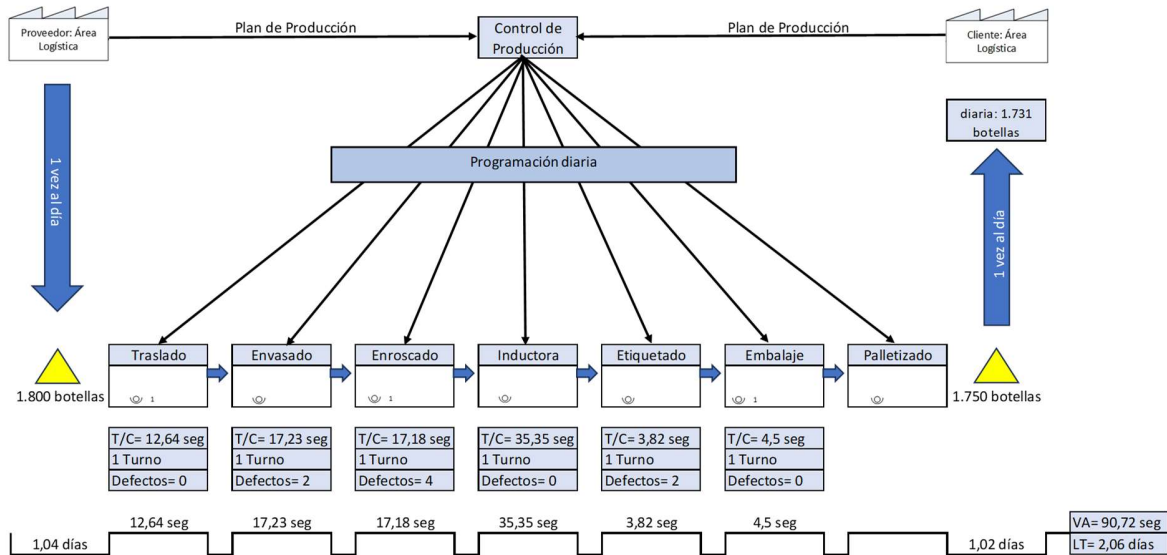 Proveedor: Área
Logística
Plan de Producción
Control de
Producción
Plan de Producción
Cliente: Área
Logística
1 vez al día
diaria: 1.731
botellas
Programación diaria
1 vez al día
Traslado
Envasado
Enroscado
Inductora
Etiquetado
Embalaje
Palletizado
1
1
1
1.800 botellas
1.750 botellas
T/C= 12,64 seg
1 Turno
Defectos= 0
T/C= 17,23 seg
1 Turno
Defectos= 2
T/C= 17,18 seg
1 Turno
Defectos= 4
T/C= 35,35 seg
1 Turno
Defectos= 0
T/C= 3,82 seg
1 Turno
Defectos= 2
T/C= 4,5 seg
1 Turno
Defectos= 0
1,04 días
12,64 seg
17,23 seg
17,18 seg
35,35 seg
3,82 seg
4,5 seg
1,02 días
VA= 90,72 seg
LT= 2,06 días